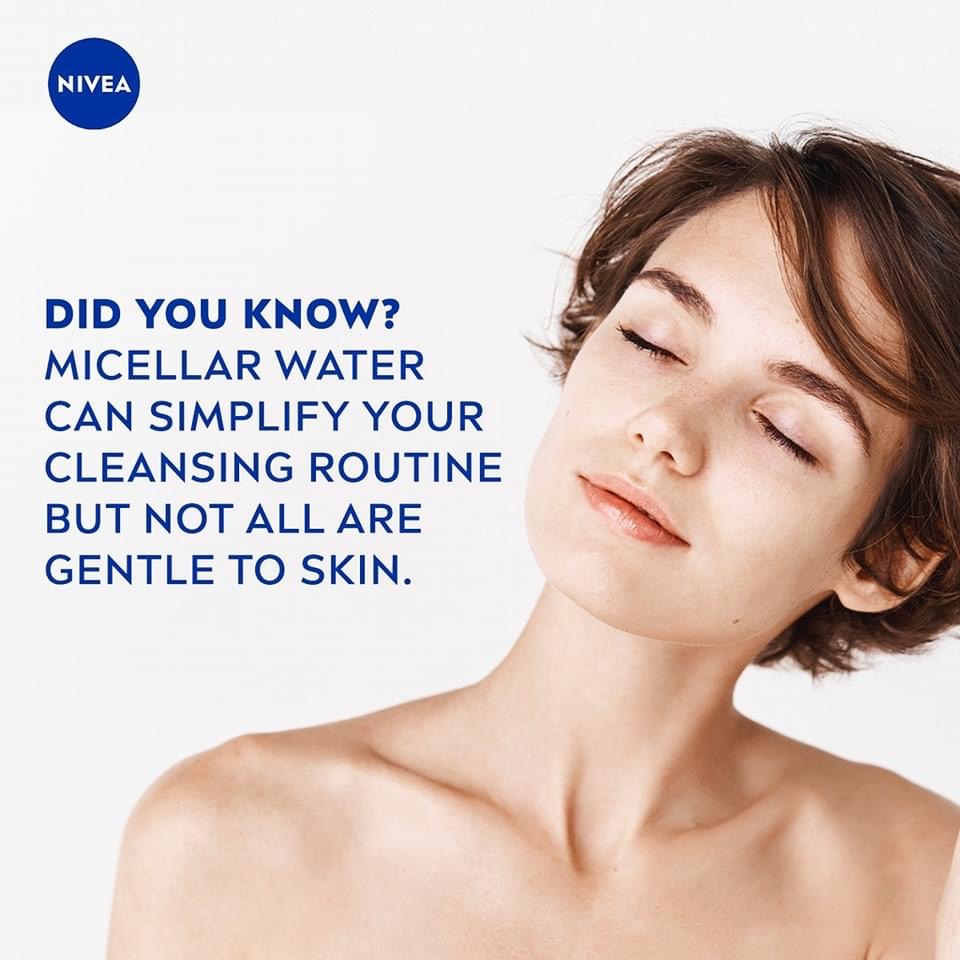 NIVEA
DID YOU KNOW?
MICELLAR WATER
CAN SIMPLIFY YOUR
CLEANSING ROUTINE
BUT NOT ALL ARE
GENTLE TO SKIN.